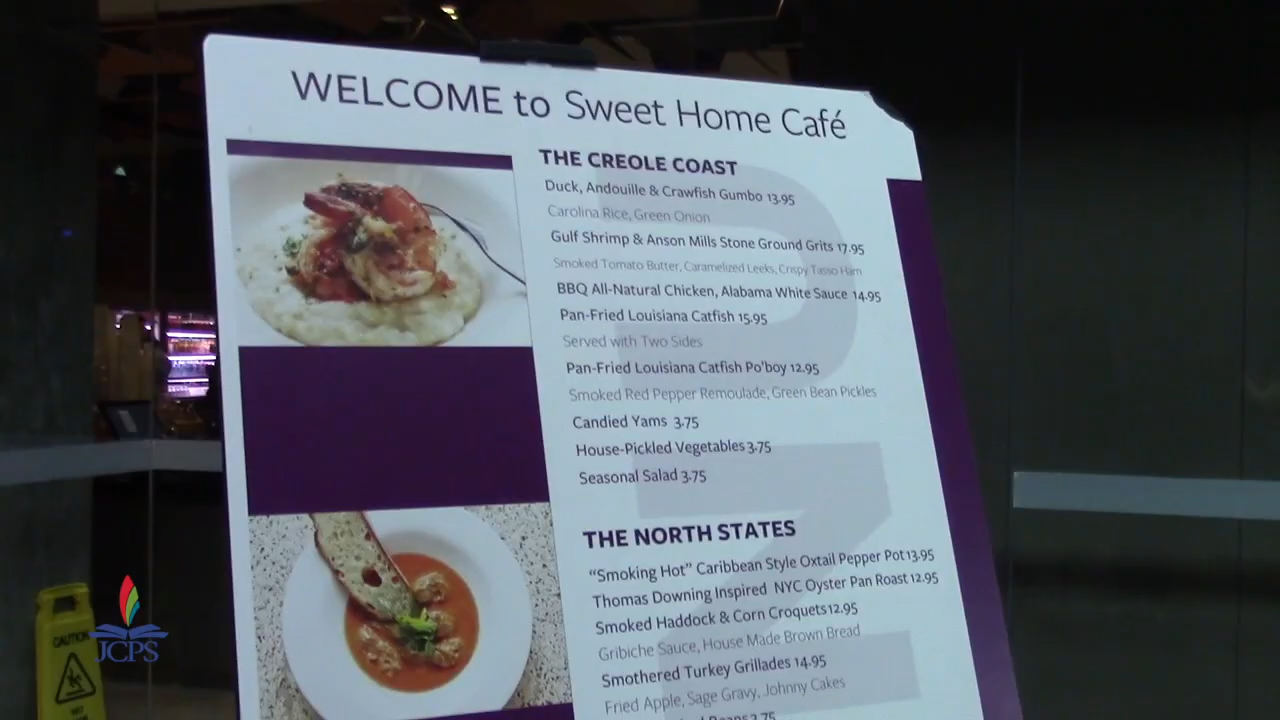 WELCOME to Sweet Home Café
THE CREOLE COAST
Duck, Andouille & Crawfish Gumbo 13.95
Carolina Rice, Green Onion
Gulf Shrimp & Anson Mills Stone Ground Grits 17.95
Smoked Tomato Butter, Caramelized Leeks, Crispy Tasso Ham
BBQ All-Natural Chicken, Alabama White Sauce 14.95
Pan-Fried Louisiana Catfish 15.95
Served with Two Sides
Pan-Fried Louisiana Catfish Po'boy 12.95
Smoked Red Pepper Remoulade, Green Bean Pickles
Candied Yams 3.75
House-Pickled Vegetables 3.75
Seasonal Salad 3.75
THE NORTH STATES
“Smoking Hot” Caribbean Style Oxtail Pepper Pot 13.95
Thomas Downing Inspired NYC Oyster Pan Roast 12.95
Smoked Haddock & Corn Croquets 12.95
Gribiche Sauce, House Made Brown Bread
Smothered Turkey Grillades 14.95
Fried Apple, Sage Gravy, Johnny Cakes
Beans 3.75
CAUTION
JCPS